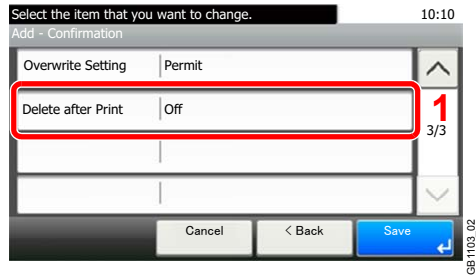 Select the item that you want to change. 10:10
Add - Confirmation
Overwrite Setting Permit
Delete after Print Off
1
3/3
Cancel < Back Save
GB1103_02